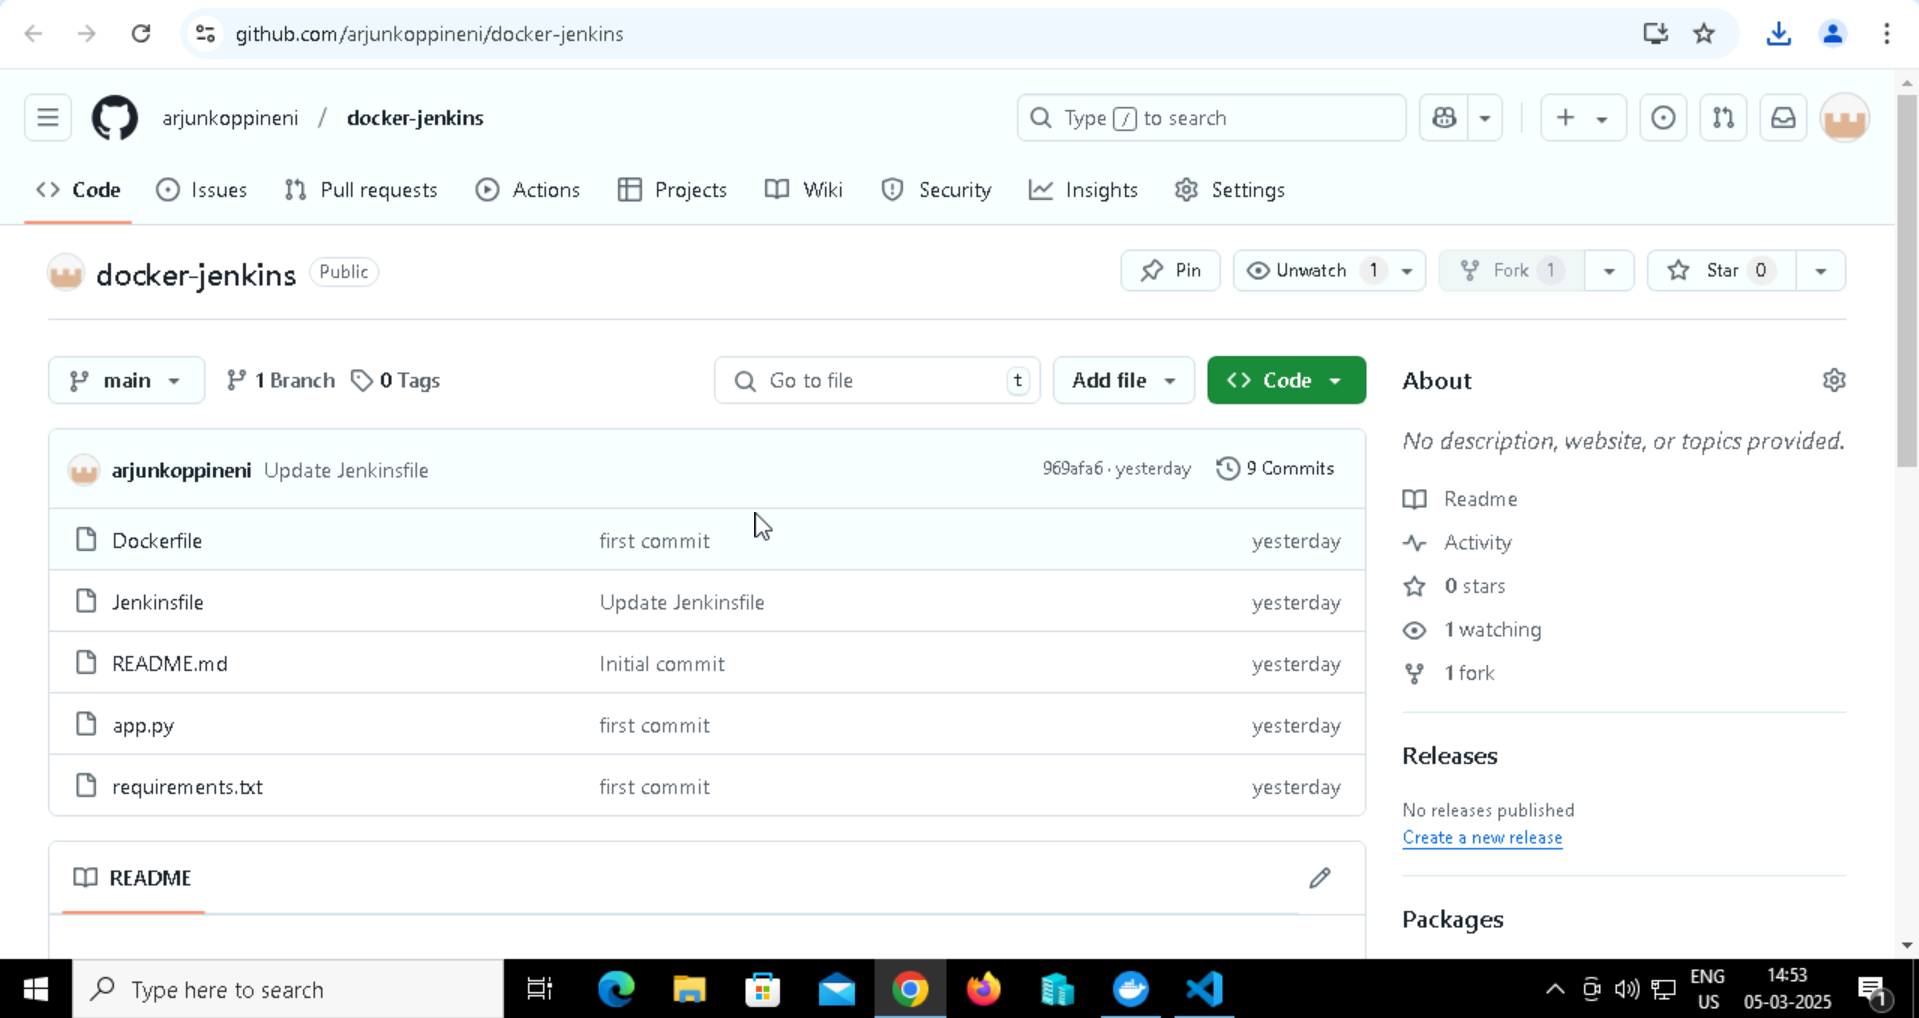 github.com/arjunkoppineni/docker-jenkins
arjunkoppineni / docker-jenkins
Type / to search
Code Issues Pull requests Actions Projects Wiki Security Insights Settings
docker-jenkins Public
Pin Unwatch 1 Fork 1 Star 0
main 1 Branch 0 Tags Go to file t Add file Code
arjunkoppineni Update Jenkinsfile 969afa6 · yesterday 9 Commits
Dockerfile first commit yesterday
Jenkinsfile Update Jenkinsfile yesterday
README.md Initial commit yesterday
app.py first commit yesterday
requirements.txt first commit yesterday
README
About
No description, website, or topics provided.
Readme
Activity
0 stars
1 watching
1 fork
Releases
No releases published
Create a new release
Packages
Type here to search
ENG
US
14:53
05-03-2025
1